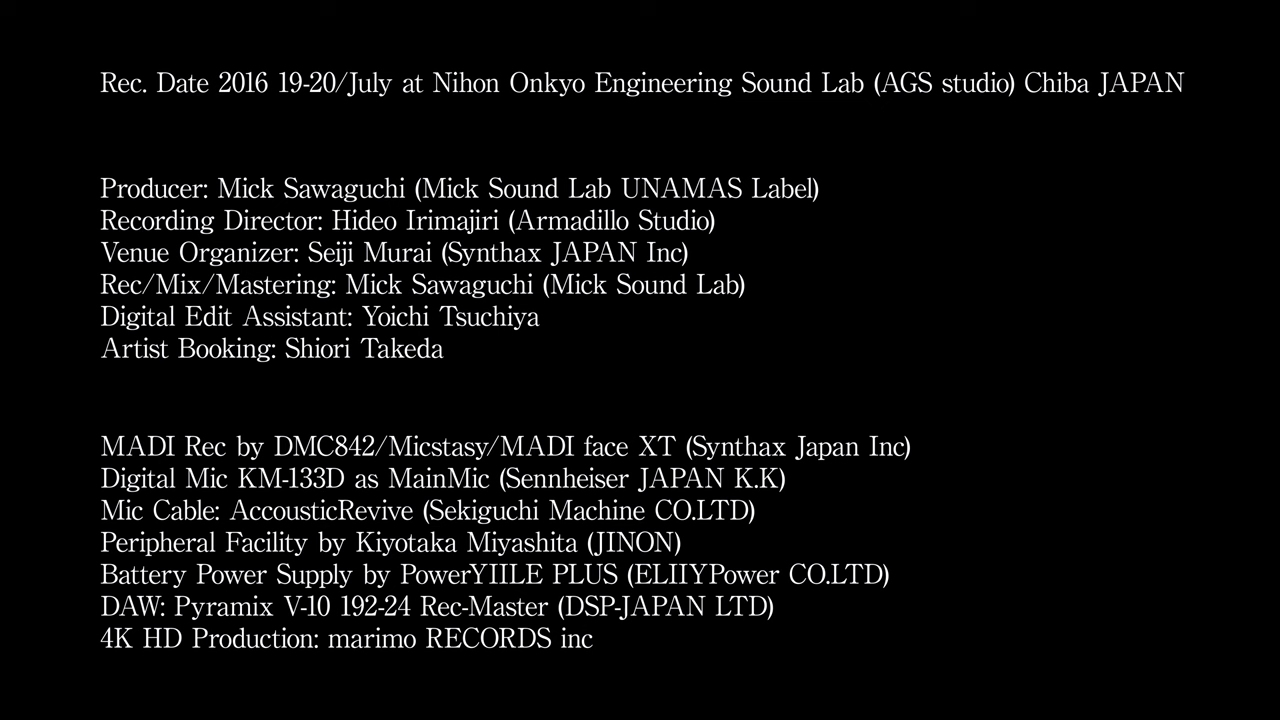 Rec. Date 2016 19-20/July at Nihon Onkyo Engineering Sound Lab (AGS studio) Chiba JAPAN
Producer: Mick Sawaguchi (Mick Sound Lab UNAMAS Label)
Recording Director: Hideo Irimajiri (Armadillo Studio)
Venue Organizer: Seiji Murai (Synthax JAPAN Inc)
Rec/Mix/Mastering: Mick Sawaguchi (Mick Sound Lab)
Digital Edit Assistant: Yoichi Tsuchiya
Artist Booking: Shiori Takeda
MADI Rec by DMC842/Micstasy/MADI face XT (Synthax Japan Inc)
Digital Mic KM-133D as MainMic (Sennheiser JAPAN K.K)
Mic Cable: AccousticRevive (Sekiguchi Machine CO.LTD)
Peripheral Facility by Kiyotaka Miyashita (JINON)
Battery Power Supply by PowerYIILE PLUS (ELIIYPower CO.LTD)
DAW: Pyramix V-10 192-24 Rec-Master (DSP-JAPAN LTD)
4K HD Production: marimo RECORDS inc